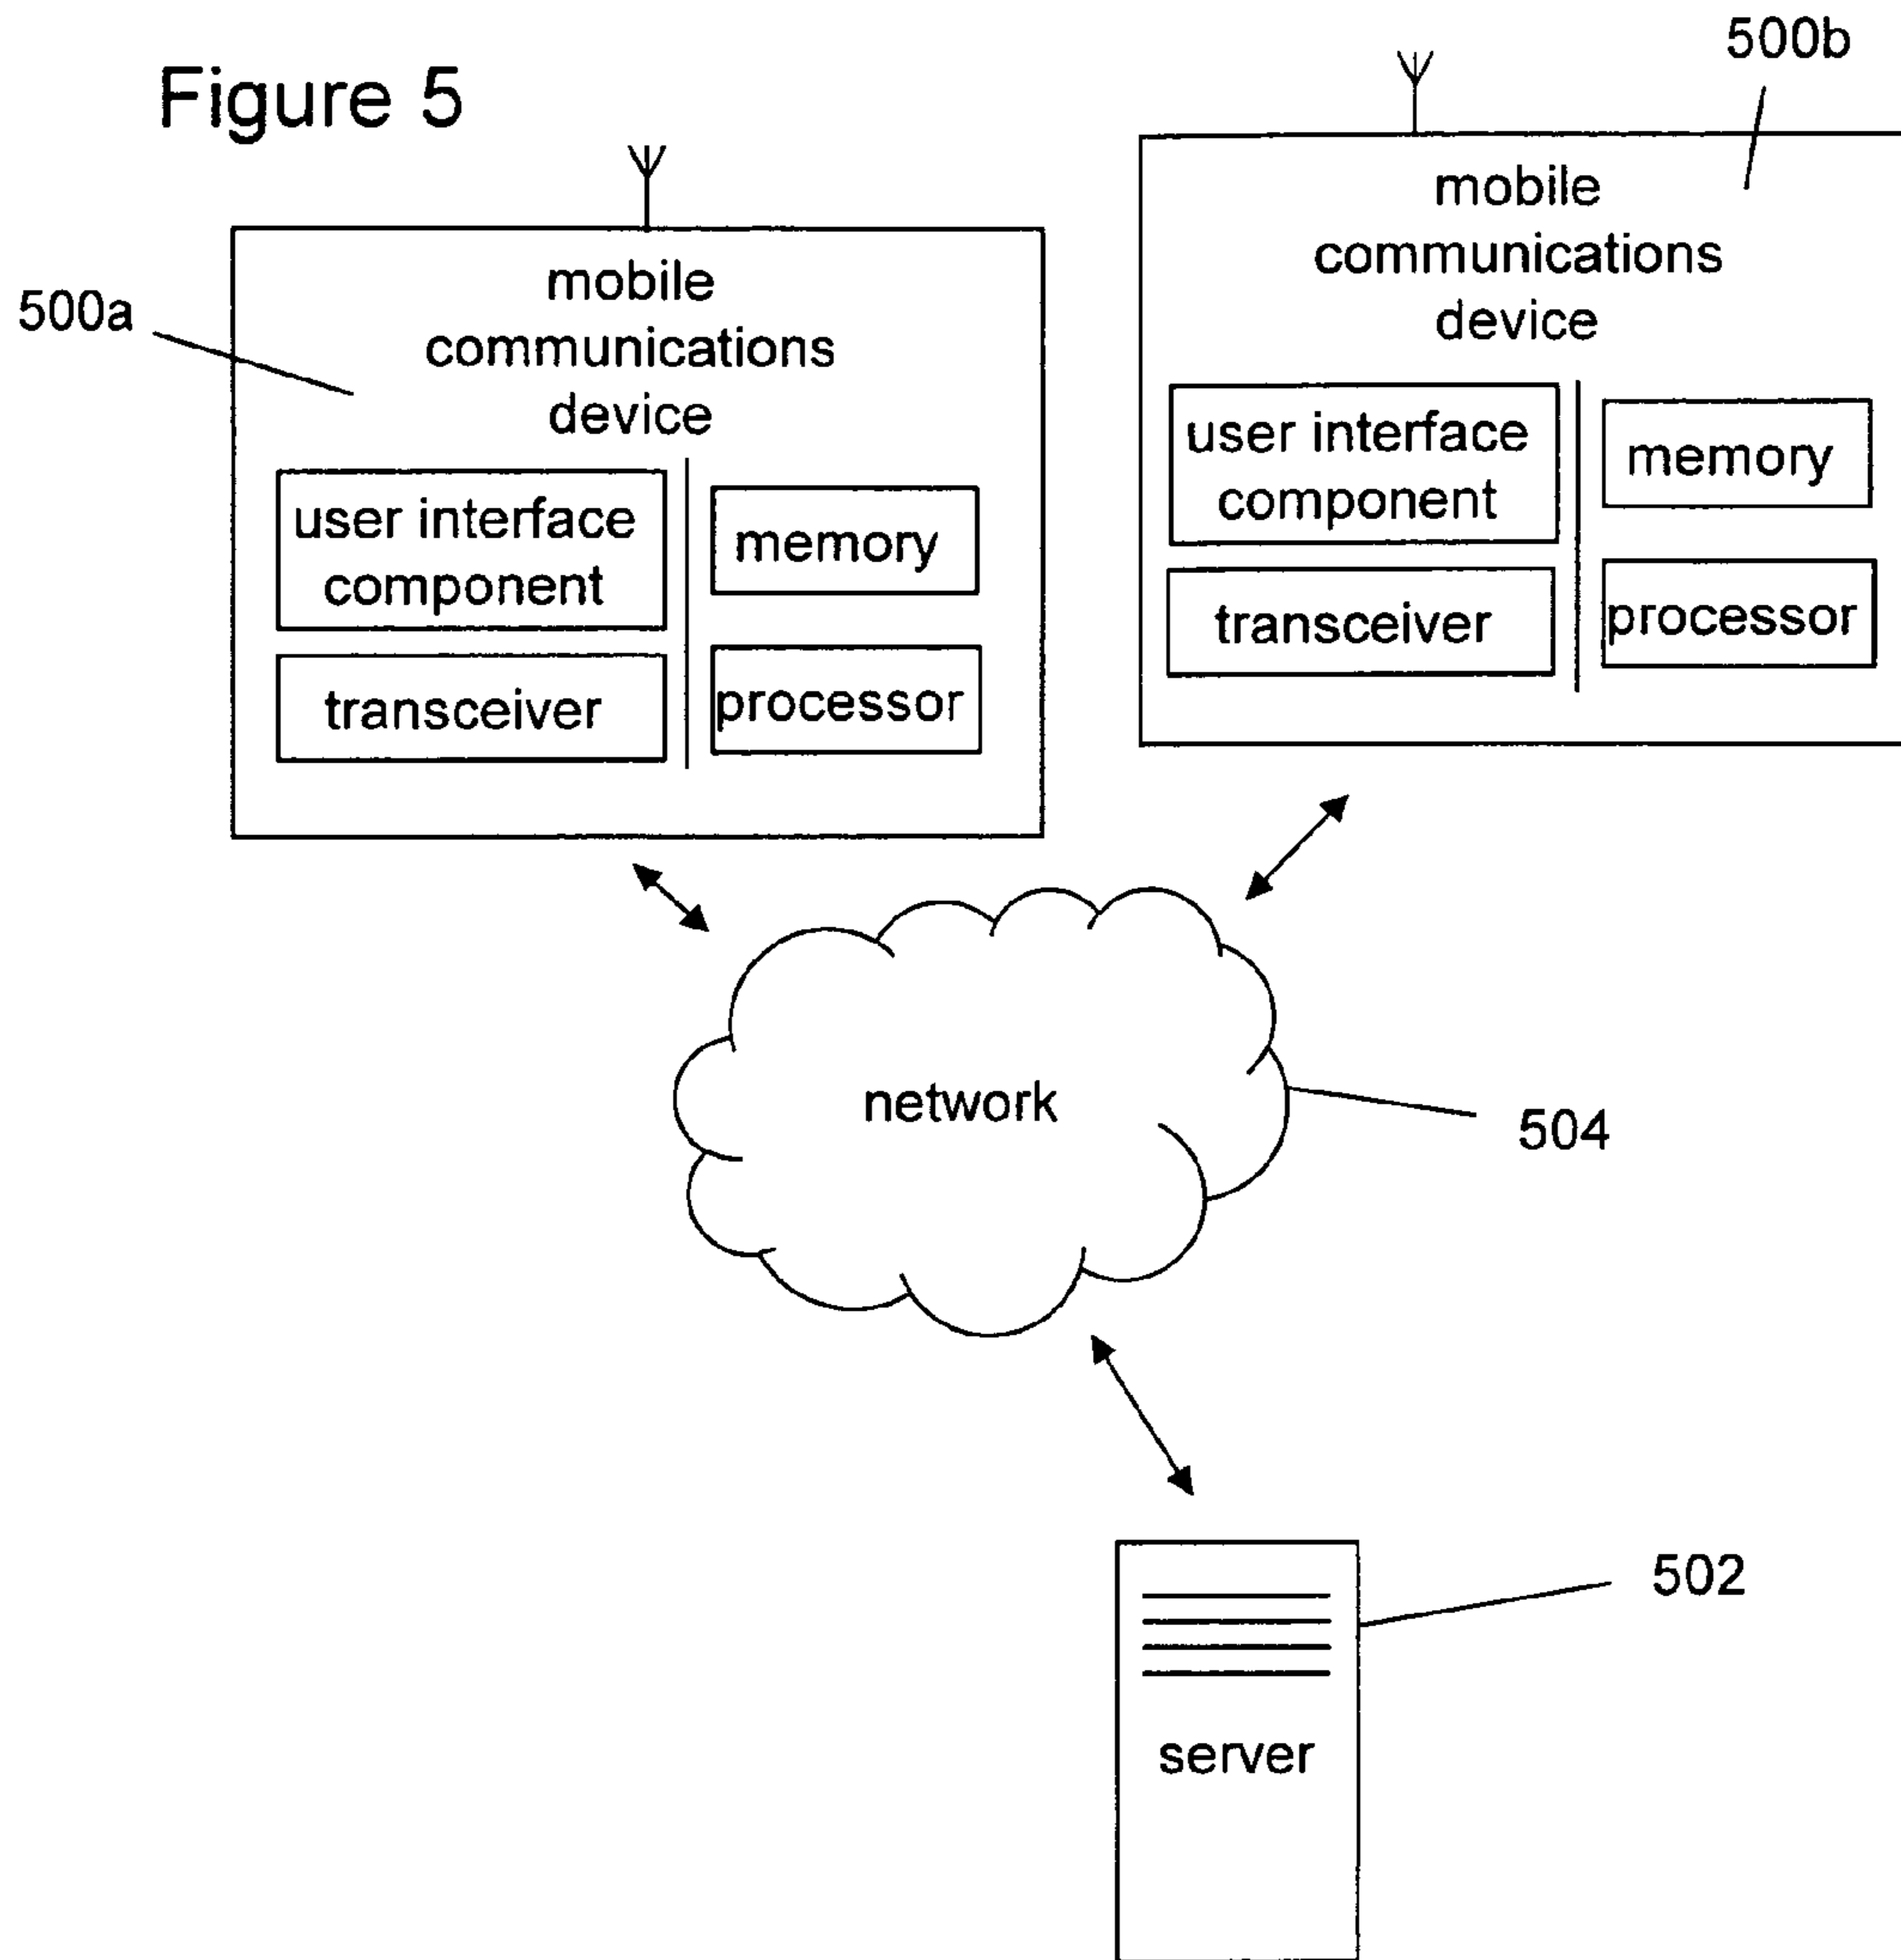 Figure 5
500a
mobile
communications
device
user interface
component
memory
transceiver
processor
500b
mobile
communications
device
user interface
component
memory
transceiver
processor
network
504
502
server